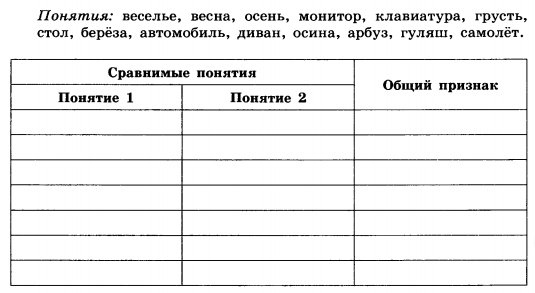 Понятия: веселье, весна, осень, монитор, клавиатура, грусть,
стол, берёза, автомобиль, диван, осина, арбуз, гуляш, самолёт.
Сравнимые понятия
Общий признак
Понятие 1
Понятие 2